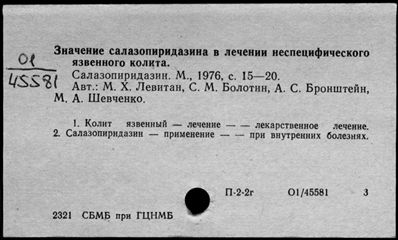 Значение салазопиридазина в лечении неспецифического
язвенного колита.
01
45581
Салазопиридазин. М., 1976, с. 15—20.
Авт.: М. Х. Левитан, С. М. Болотин, А. С. Бронштейн,
М. А. Шевченко.
1. Колит язвенный — лечение — — лекарственное лечение.
2. Салазопиридазин — применение — — при внутренних болезнях.
П-2-2г 01/45581 3
2321 СБМБ при ГЦНМБ